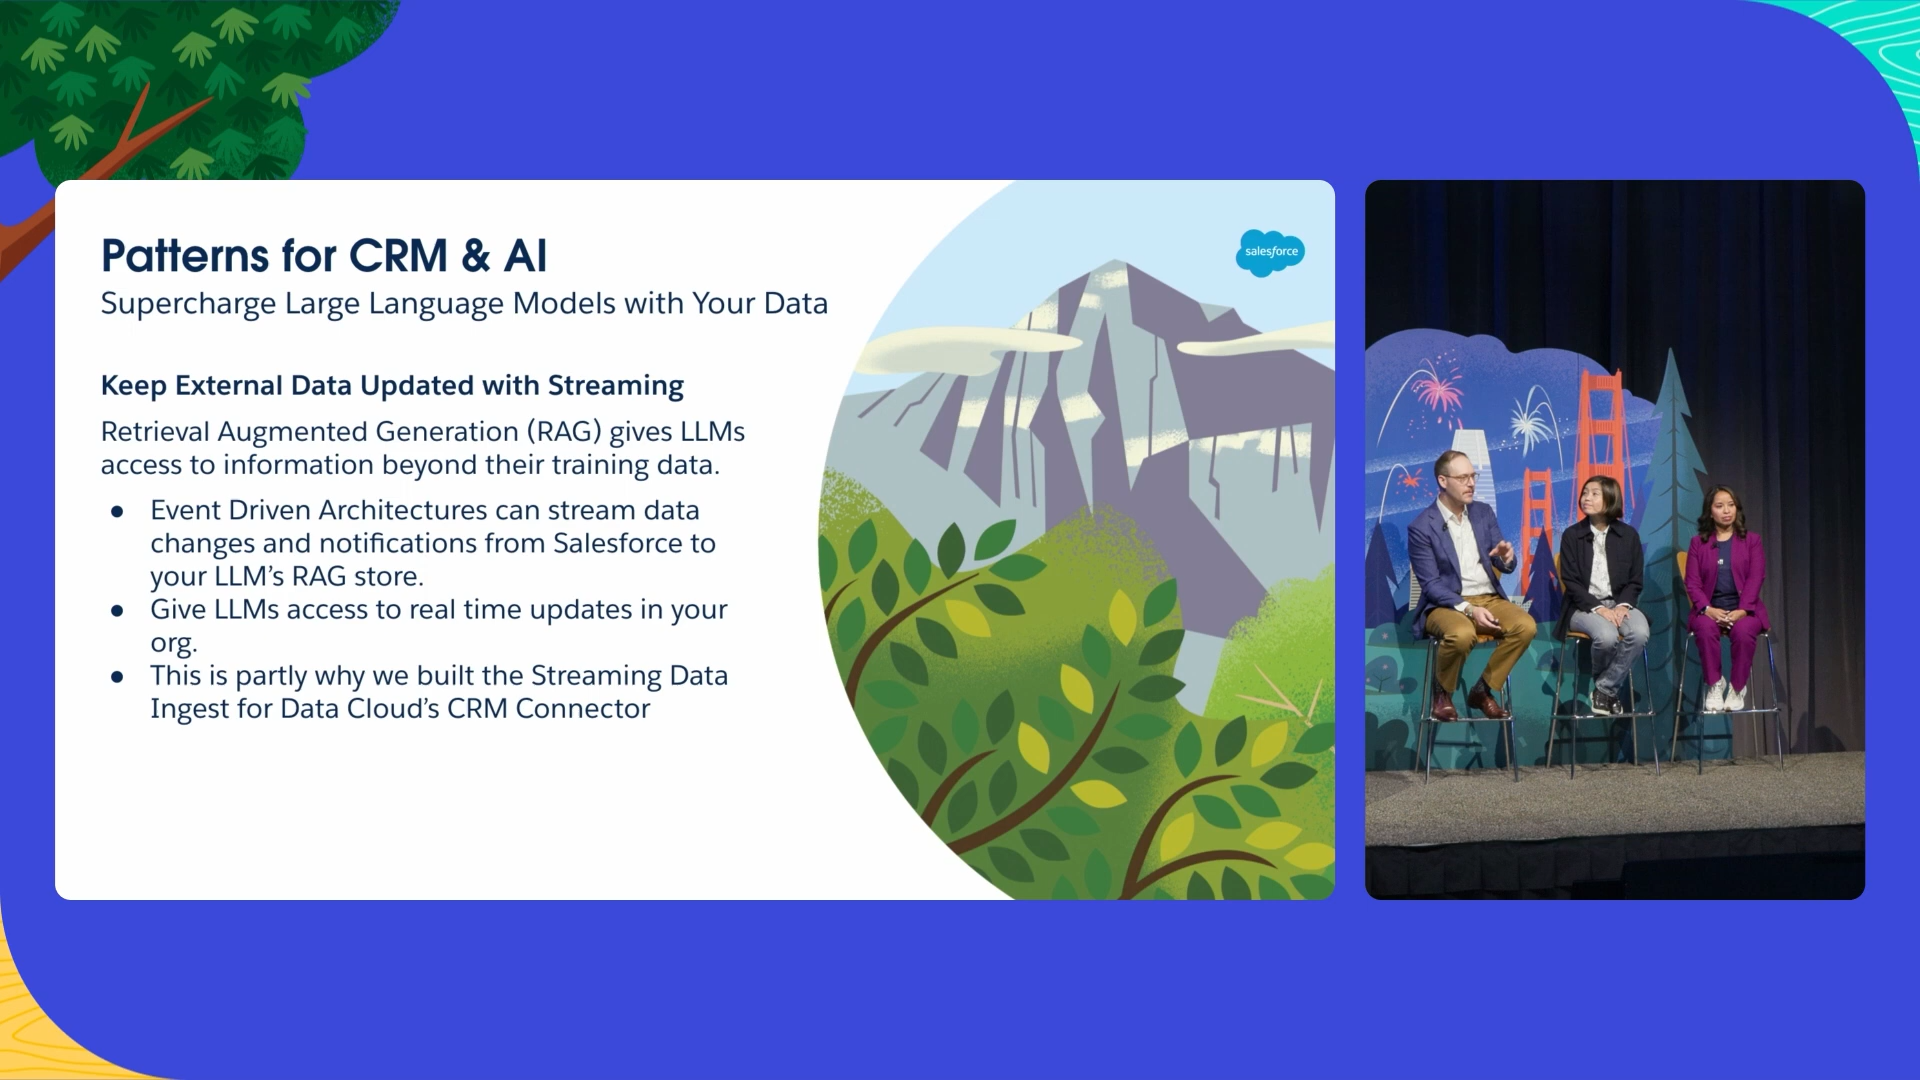 Patterns for CRM & AI
Supercharge Large Language Models with Your Data
salesforce
Keep External Data Updated with Streaming
Retrieval Augmented Generation (RAG) gives LLMs
access to information beyond their training data.
● Event Driven Architectures can stream data
changes and notifications from Salesforce to
your LLM’s RAG store.
● Give LLMs access to real time updates in your
org.
● This is partly why we built the Streaming Data
Ingest for Data Cloud’s CRM Connector